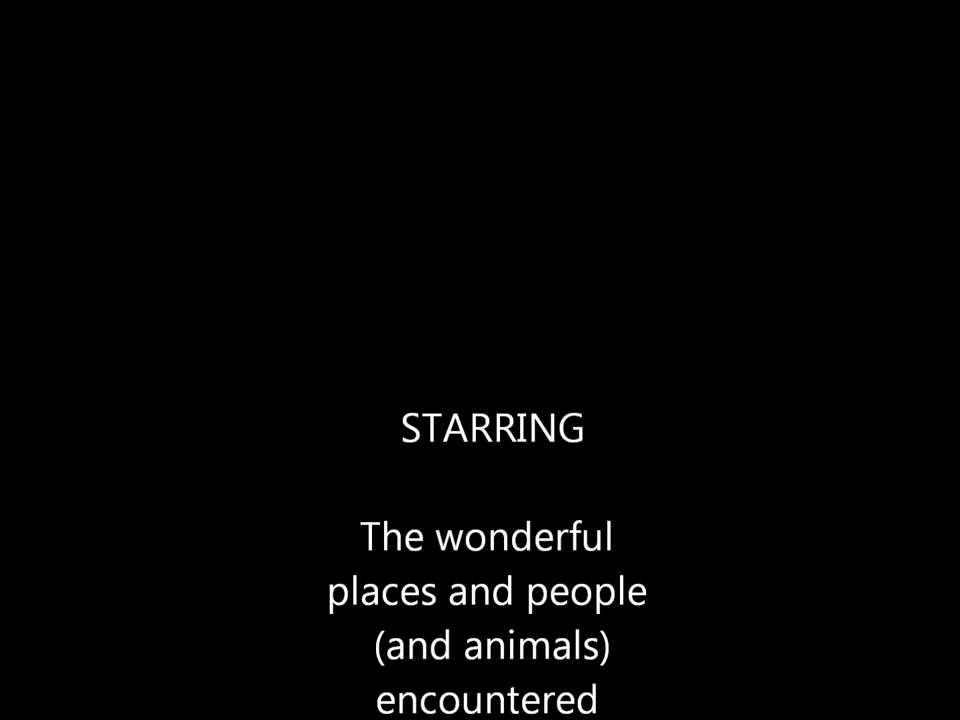 STARRING
The wonderful
places and people
(and animals)
encountered